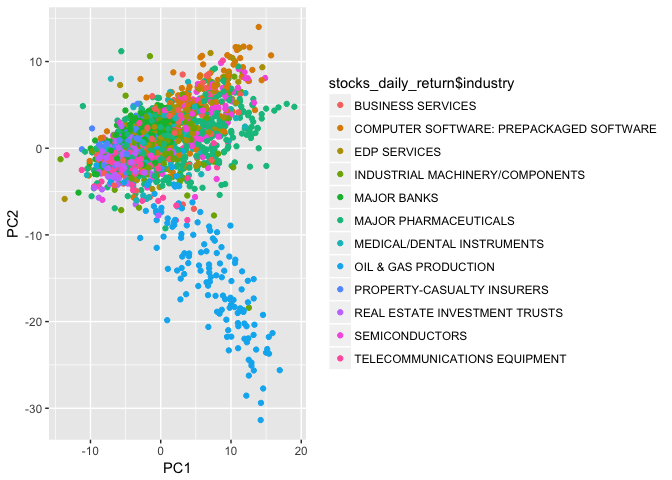 10
0
-10
-20
-30
PC2
-10
0
10
20
PC1
stocks_daily_return$industry
BUSINESS SERVICES
COMPUTER SOFTWARE: PREPACKAGED SOFTWARE
EDP SERVICES
INDUSTRIAL MACHINERY/COMPONENTS
MAJOR BANKS
MAJOR PHARMACEUTICALS
MEDICAL/DENTAL INSTRUMENTS
OIL & GAS PRODUCTION
PROPERTY-CASUALTY INSURERS
REAL ESTATE INVESTMENT TRUSTS
SEMICONDUCTORS
TELECOMMUNICATIONS EQUIPMENT